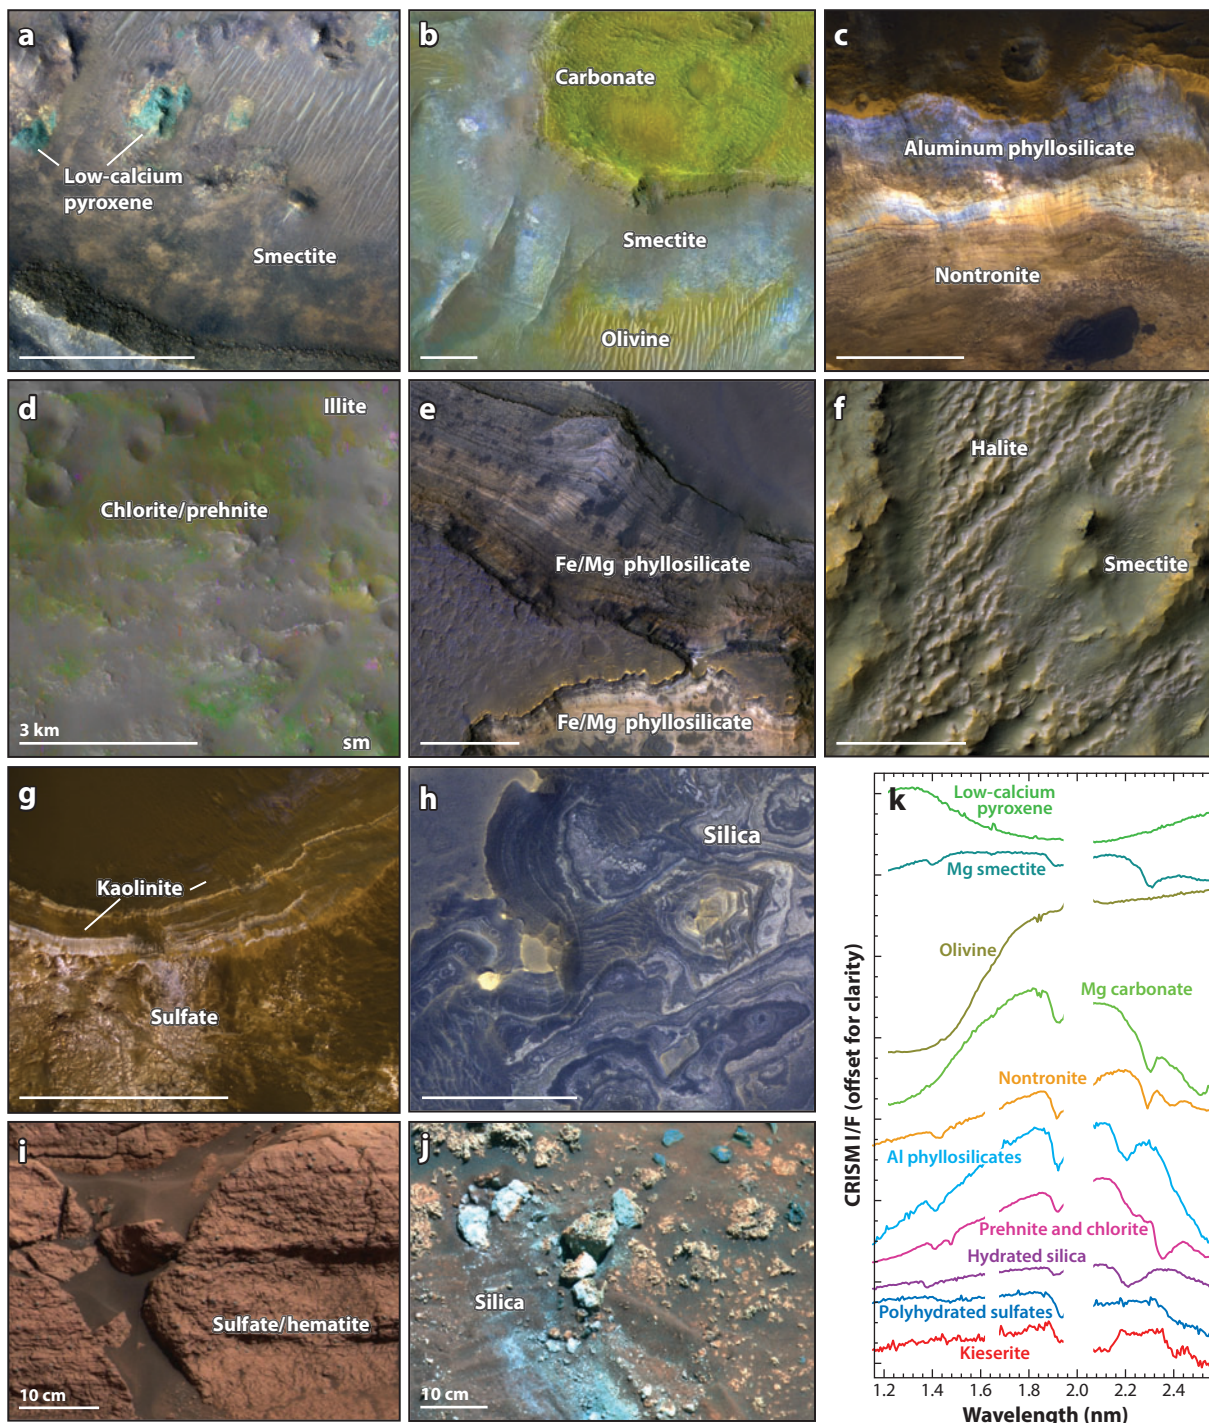 a
Low-calcium
pyroxene
Smectite
b
Carbonate
Smectite
Olivine
c
Aluminum phyllosilicate
Nontronite
d
Illite
Chlorite/prehnite
3 km
sm
e
Fe/Mg phyllosilicate
Fe/Mg phyllosilicate
f
Halite
Smectite
g
Kaolinite
Sulfate
h
Silica
i
Sulfate/hematite
10 cm
j
Silica
10 cm
k
Low-calcium
pyroxene
Mg smectite
Olivine
Mg carbonate
Nontronite
Al phyllosilicates
Prehnite and chlorite
Hydrated silica
Polyhydrated sulfates
Kieserite
CRISM I/F (offset for clarity)
1.2 1.4 1.6 1.8 2.0 2.2 2.4
Wavelength (nm)